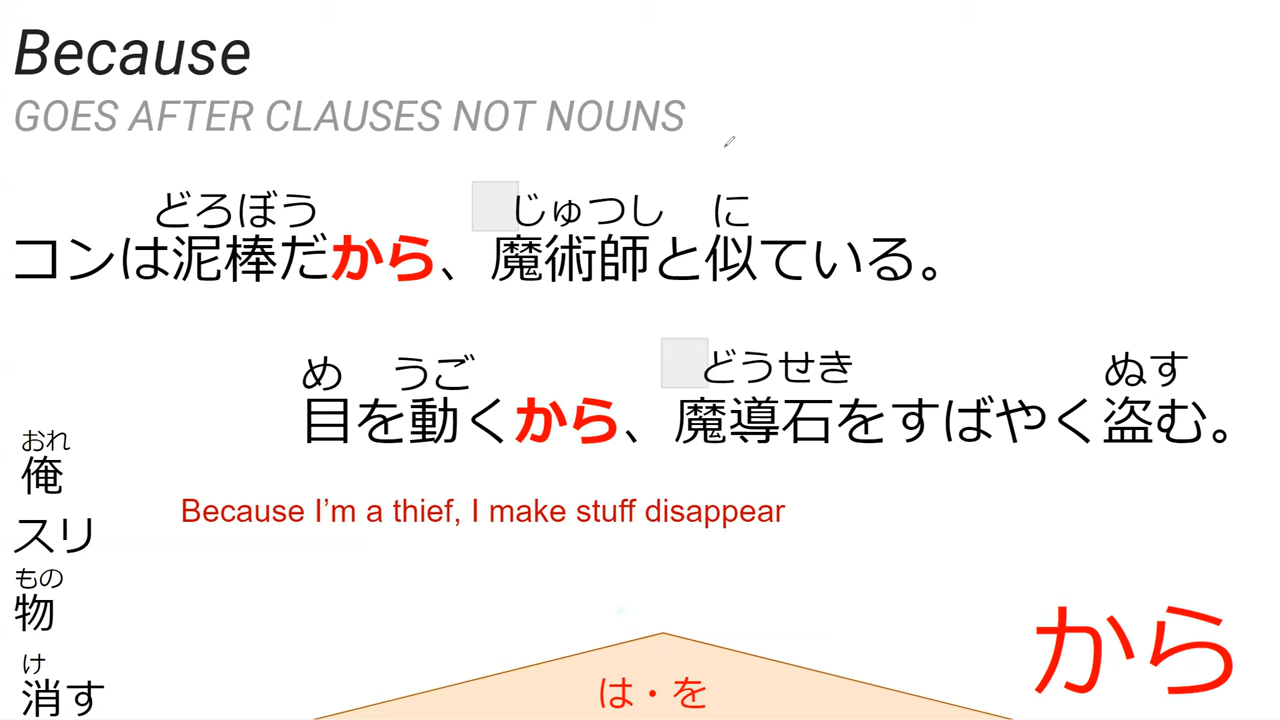 Because
GOES AFTER CLAUSES NOT NOUNS
どろぼう じゅつし に
コンは泥棒だから、魔術師と似ている。
め うご どうせき ぬす
目を動くから、魔導石をすばやく盗む。
おれ
俺
スリ
もの
物
け
消す
Because I'm a thief, I make stuff disappear
は・を
から